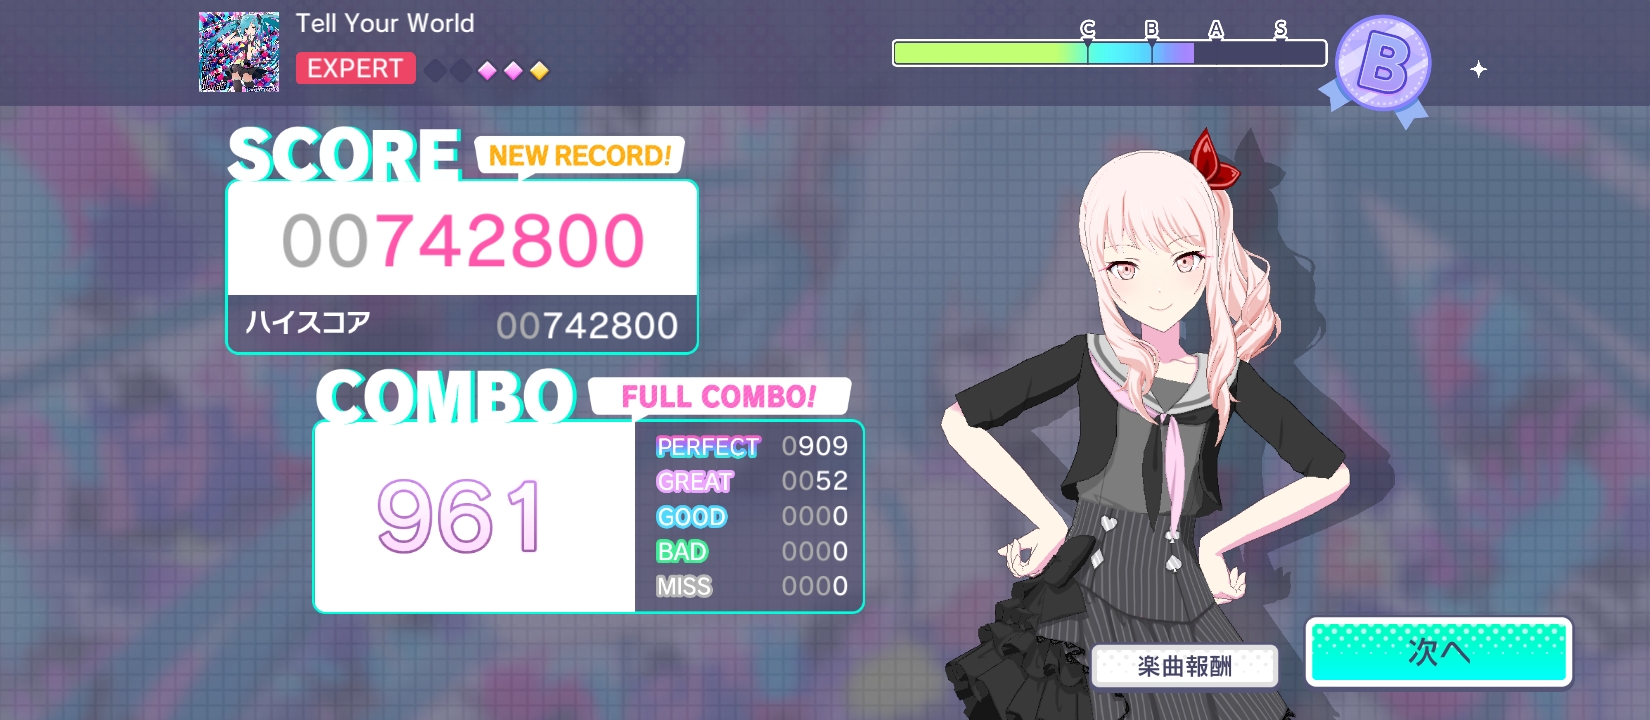 Tell Your World
EXPERT
C B A S
B
SCORE
NEW RECORD!
00742800
ハイスコア 00742800
COMBO
FULL COMBO!
961
PERFECT 0909
GREAT 0052
GOOD 0000
BAD 0000
MISS 0000
楽曲報酬
次へ